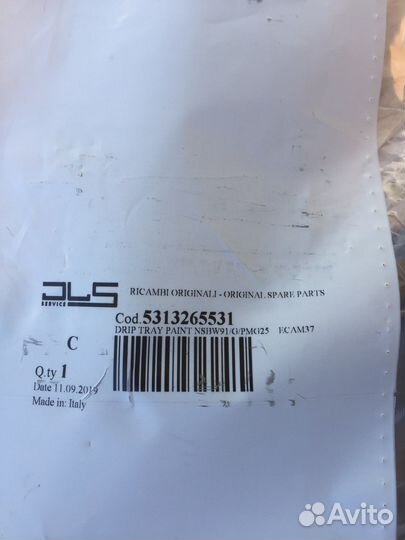 DLS
SERVICE
RICAMBI ORIGINALI - ORIGINAL SPARE PARTS
Cod. 5313265531
DRIP TRAY PAINT NSHW91/G/PMG25 ECAM37
C
Q.ty 1
Date 11.09.2019
Made in: Italy
Avito